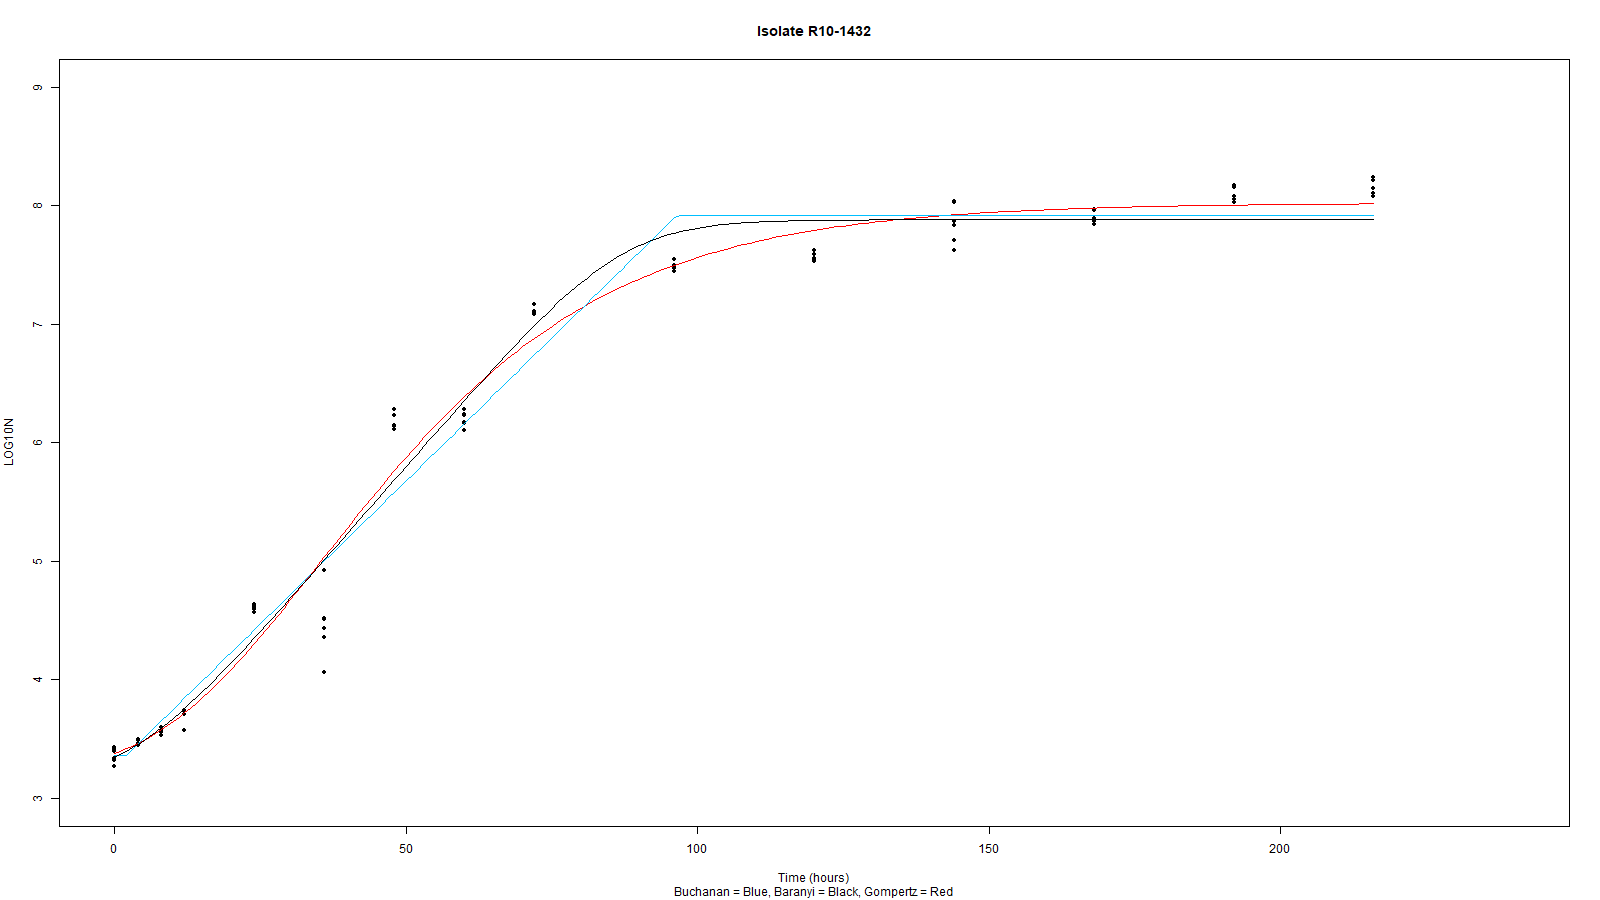 Isolate R10-1432
LOG10N
9
8
7
6
5
4
3
0 50 100 150 200
Time (hours)
Buchanan = Blue, Baranyi = Black, Gompertz = Red